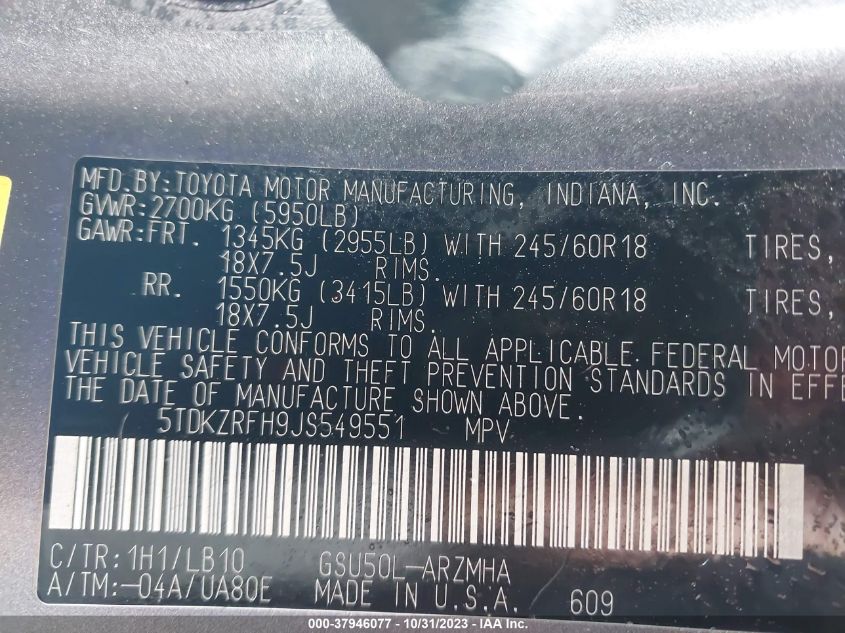 MFD.BY:TOYOTA MOTOR MANUFACTURING, INDIANA, INC.
GVWR:2700KG (5950LB)
GAWR:FRT. 1345KG (2955LB) WITH 245/60R18 TIRES,
18X7.5J RIMS.
RR. 1550KG (3415LB) WITH 245/60R18 TIRES,
18X7.5J RIMS.
THIS VEHICLE CONFORMS TO ALL APPLICABLE FEDERAL MOTOR
VEHICLE SAFETY AND THEFT PREVENTION STANDARDS IN EFFE
THE DATE OF MANUFACTURE SHOWN ABOVE.
5TDKZRFH9JS549551 MPV
C/TR:1H1/LB10 GSU50L-ARZMHA
A/TM:-04A/UA80E MADE IN U.S.A. 609
000-37946077 - 10/31/2023 - IAA Inc.